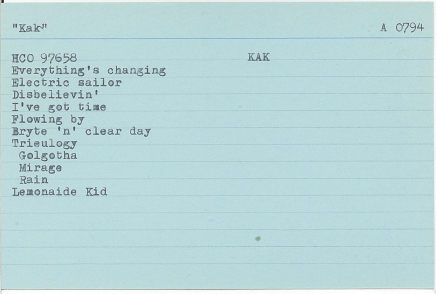 "Kak" A 0794
HCO 97658 KAK
Everything's changing
Electric sailor
Disbelievin'
I've got time
Flowing by
Bryte 'n' clear day
Trieulogy
Golgotha
Mirage
Rain
Lemonaide Kid